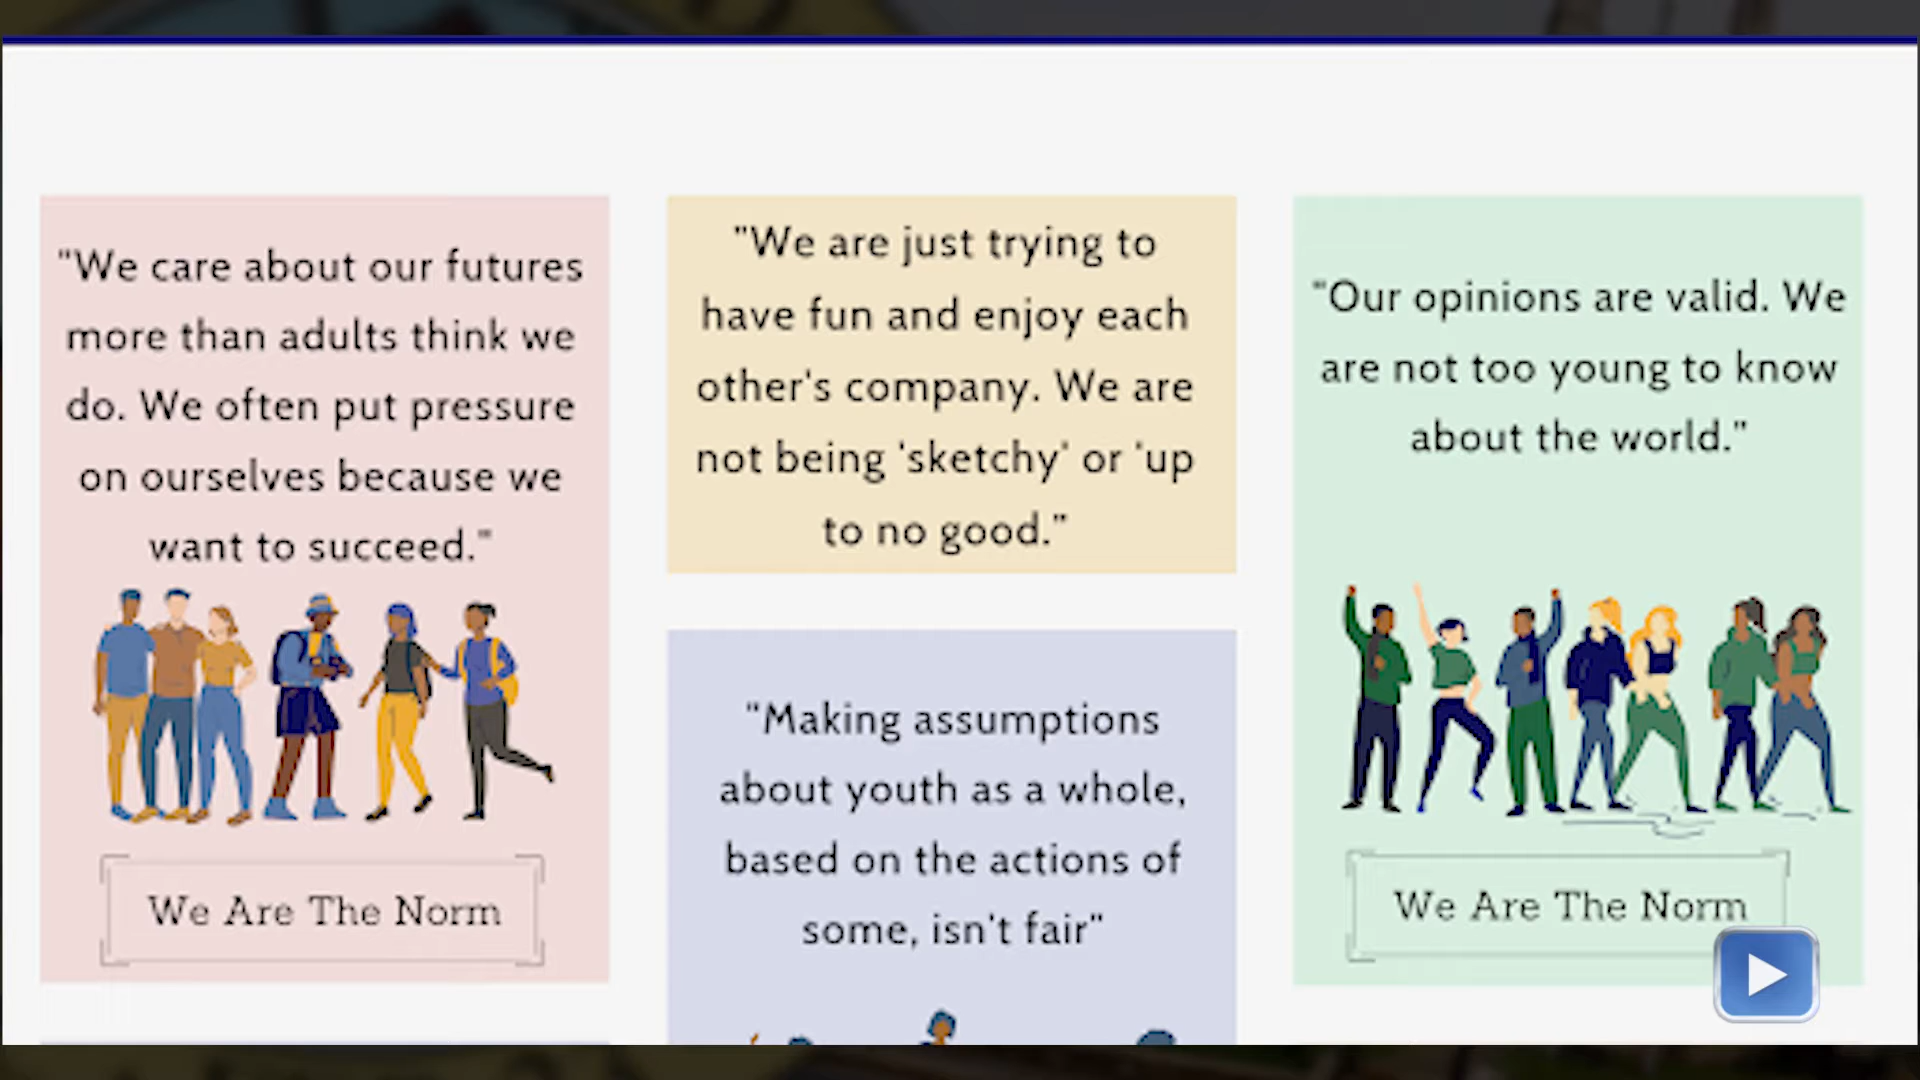 "We care about our futures
more than adults think we
do. We often put pressure
on ourselves because we
want to succeed."
We Are The Norm
"We are just trying to
have fun and enjoy each
other's company. We are
not being 'sketchy' or 'up
to no good."
"Making assumptions
about youth as a whole,
based on the actions of
some, isn't fair"
"Our opinions are valid. We
are not too young to know
about the world."
We Are The Norm